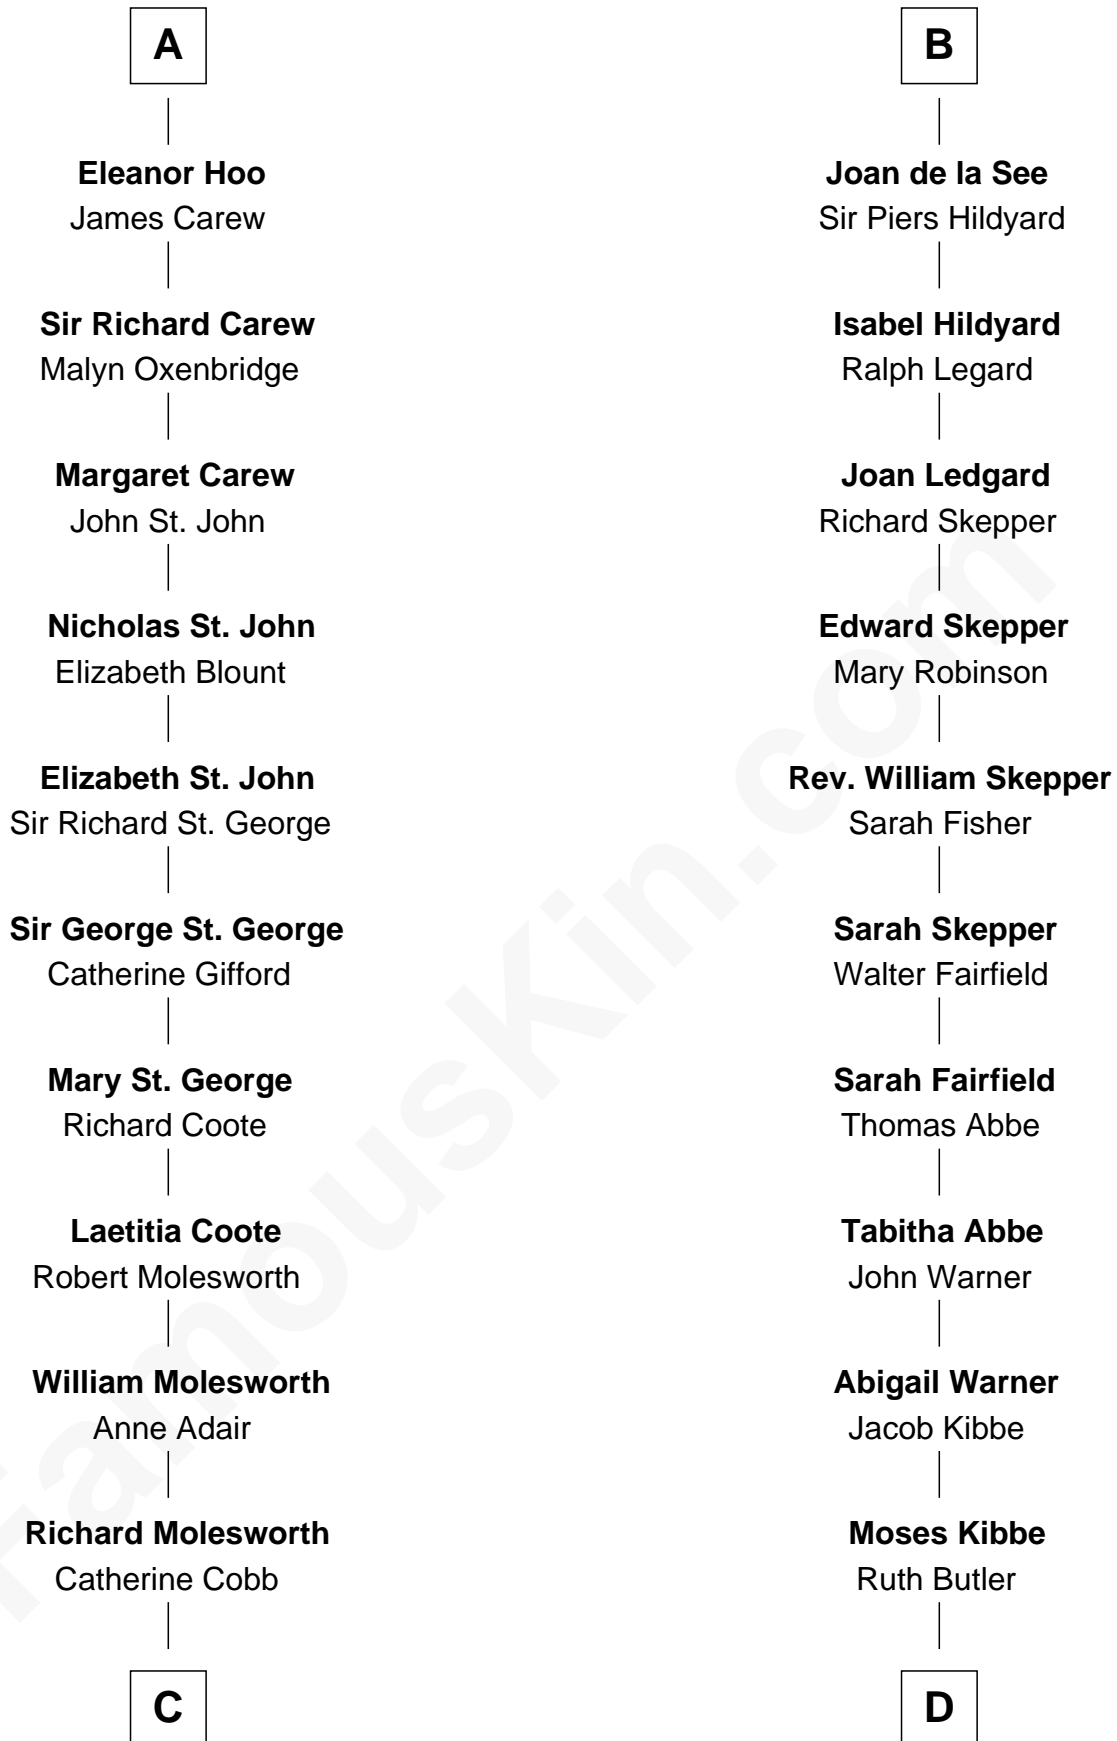 A
Eleanor Hoo
James Carew
Sir Richard Carew
Malyn Oxenbridge
Margaret Carew
John St. John
Nicholas St. John
Elizabeth Blount
Elizabeth St. John
Sir Richard St. George
Sir George St. George
Catherine Gifford
Mary St. George
Richard Coote
Laetitia Coote
Robert Molesworth
William Molesworth
Anne Adair
Richard Molesworth
Catherine Cobb
C
B
Joan de la See
Sir Piers Hildyard
Isabel Hildyard
Ralph Legard
Joan Ledgard
Richard Skepper
Edward Skepper
Mary Robinson
Rev. William Skepper
Sarah Fisher
Sarah Skepper
Walter Fairfield
Sarah Fairfield
Thomas Abbe
Tabitha Abbe
John Warner
Abigail Warner
Jacob Kibbe
Moses Kibbe
Ruth Butler
D
FamousKin.com